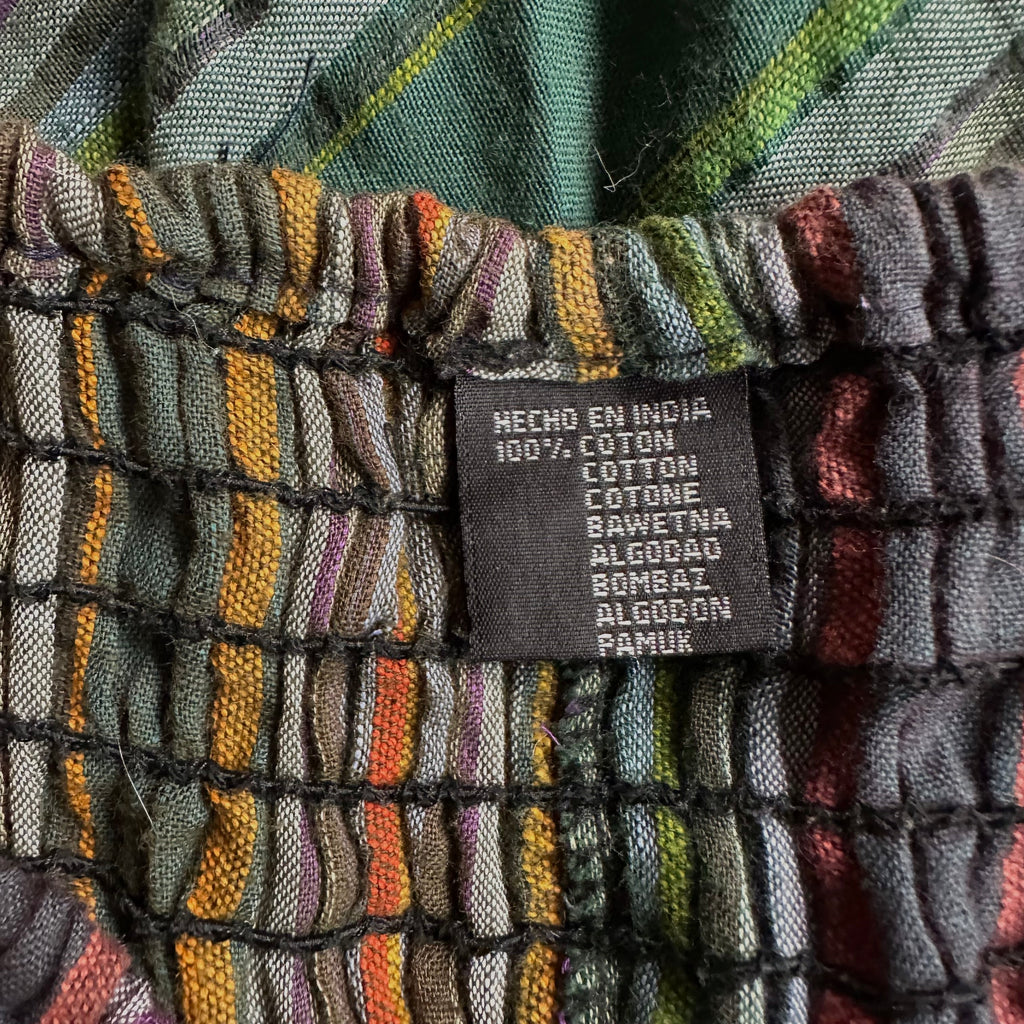 HECHO EN INDIA
100% COTON
COTTON
COTONE
BAWETNA
ALGODAO
BOMBAZ
ALGODON
PAMUK